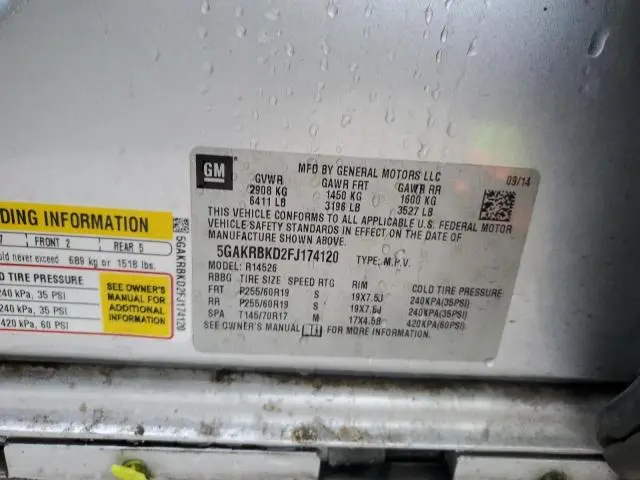 GM
MFD BY GENERAL MOTORS LLC
09/14
GVWR GAWR FRT GAWR RR
2908 KG 1450 KG 1600 KG
6411 LB 3196 LB 3527 LB
THIS VEHICLE CONFORMS TO ALL APPLICABLE U.S. FEDERAL MOTOR
VEHICLE SAFETY STANDARDS IN EFFECT ON THE DATE OF
MANUFACTURE SHOWN ABOVE.
5GAKRBKD2FJ174120 TYPE: M.P.V.
MODEL: R14526
RBBG TIRE SIZE SPEED RTG RIM COLD TIRE PRESSURE
FRT P255/60R19 S 19X7.5J 240KPA(35PSI)
RR P255/60R19 S 19X7.5J 240KPA(35PSI)
SPA T145/70R17 M 17X4.5B 420KPA(60PSI)
SEE OWNER'S MANUAL FOR MORE INFORMATION.
DING INFORMATION
7 FRONT 2 REAR 5
uld never exceed 689 kg or 1518 lbs.
LD TIRE PRESSURE
240 kPa, 35 PSI
240 kPa, 35 PSI
420 kPa, 60 PSI
SEE OWNER'S
MANUAL FOR
ADDITIONAL
INFORMATION
5GAKRBKD2FJ174120